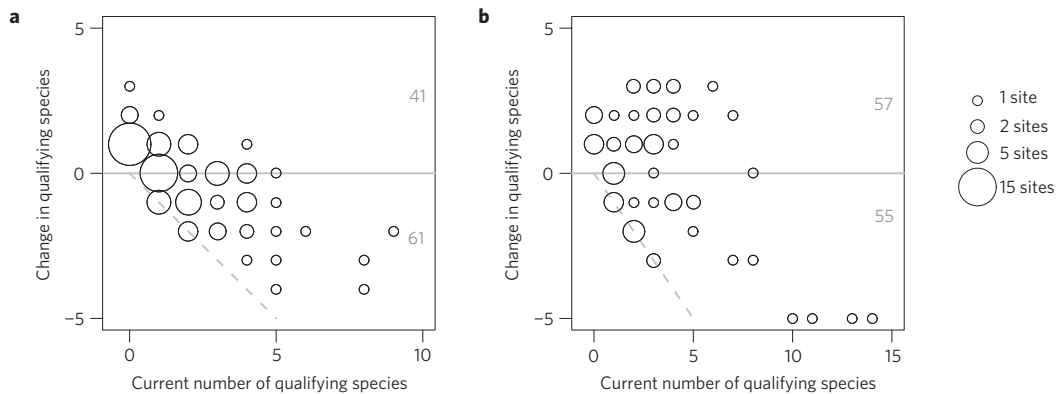 a
5
0
−5
41
61
0
5
10
Change in qualifying species
Current number of qualifying species
b
5
0
−5
57
55
0
5
10
15
Change in qualifying species
Current number of qualifying species
1 site
2 sites
5 sites
15 sites